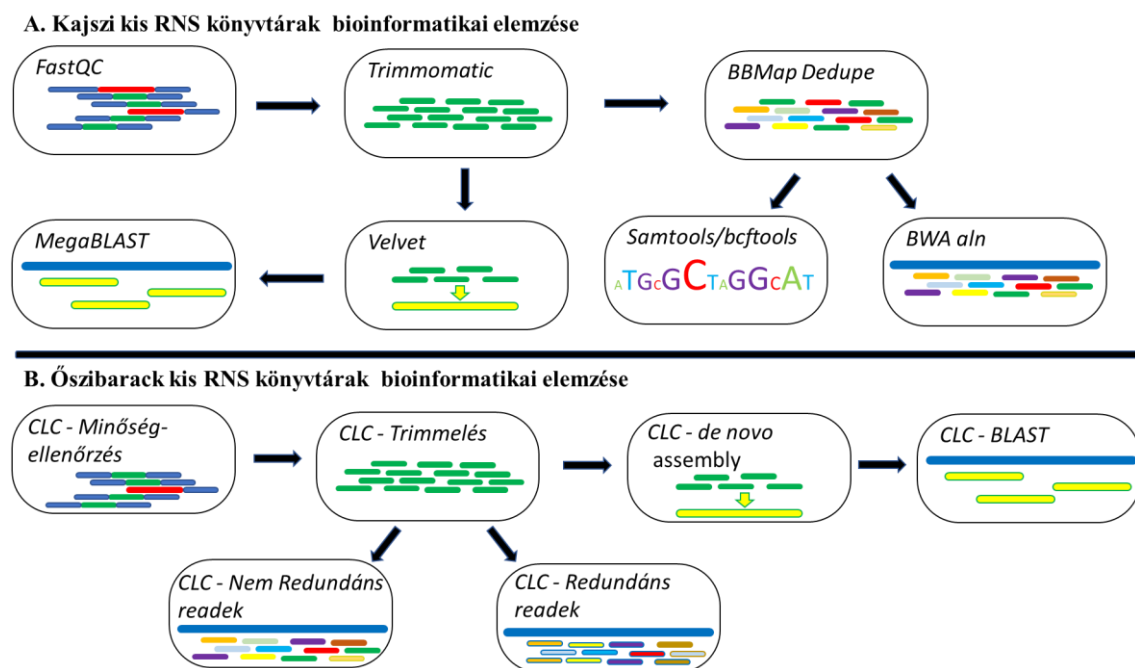 A. Kajszi kis RNS könyvtárak bioinformatikai elemzése
FastQC
Trimmomatic
BBMap Dedupe
MegaBLAST
Velvet
Samtools/bcftools
ATGCGCTAGGCAT
BWA aln
B. Őszibarack kis RNS könyvtárak bioinformatikai elemzése
CLC - Minőség-
ellenőrzés
CLC - Trimmelés
CLC - de novo
assembly
CLC - BLAST
CLC - Nem Redundáns
readek
CLC - Redundáns
readek